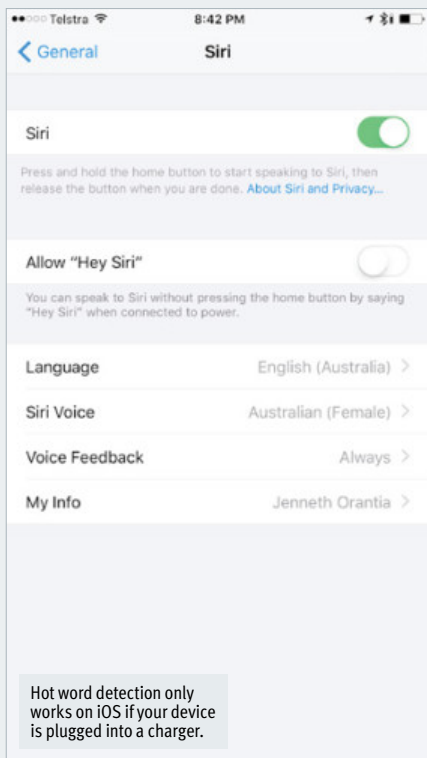 Telstra 8:42 PM
General Siri
Siri
Press and hold the home button to start speaking to Siri, then
release the button when you are done. About Siri and Privacy...
Allow “Hey Siri”
You can speak to Siri without pressing the home button by saying
“Hey Siri” when connected to power.
Language English (Australia)
Siri Voice Australian (Female)
Voice Feedback Always
My Info Jenneth Orantia
Hot word detection only
works on iOS if your device
is plugged into a charger.